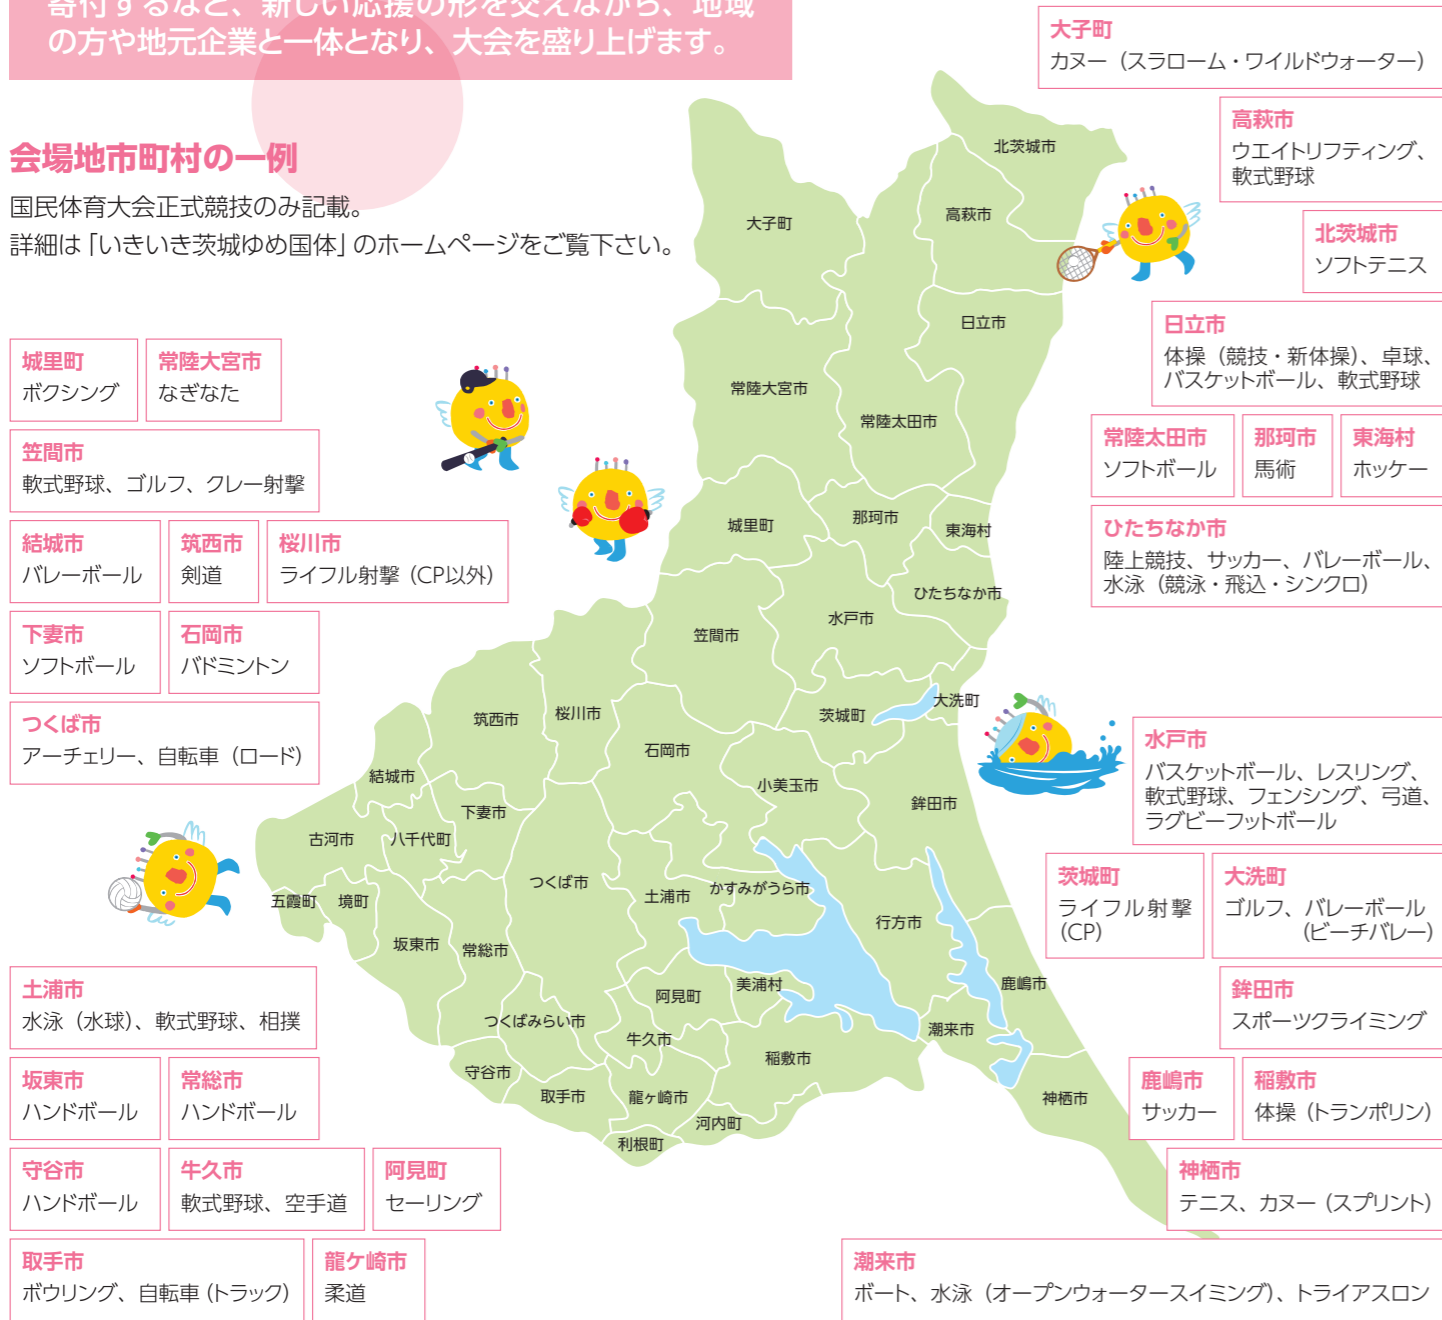 寄付するなど、新しい応援の形を交えながら、地域
の方や地元企業と一体となり、大会を盛り上げます。
会場地市町村の一例
国民体育大会正式競技のみ記載。
詳細は「いきいき茨城ゆめ国体」のホームページをご覧下さい。
大子町
カヌー（スラローム・ワイルドウォーター）
高萩市
ウエイトリフティング、
軟式野球
北茨城市
ソフトテニス
日立市
体操（競技・新体操）、卓球、
バスケットボール、軟式野球
常陸太田市
ソフトボール
那珂市
馬術
東海村
ホッケー
ひたちなか市
陸上競技、サッカー、バレーボール、
水泳（競泳・飛込・シンクロ）
城里町
ボクシング
常陸大宮市
なぎなた
笠間市
軟式野球、ゴルフ、クレー射撃
結城市
バレーボール
筑西市
剣道
桜川市
ライフル射撃（CP以外）
下妻市
ソフトボール
石岡市
バドミントン
つくば市
アーチェリー、自転車（ロード）
水戸市
バスケットボール、レスリング、
軟式野球、フェンシング、弓道、
ラグビーフットボール
茨城町
ライフル射撃
（CP）
大洗町
ゴルフ、バレーボール
（ビーチバレー）
鉾田市
スポーツクライミング
鹿嶋市
サッカー
稲敷市
体操（トランポリン）
神栖市
テニス、カヌー（スプリント）
潮来市
ボート、水泳（オープンウォータースイミング）、トライアスロン
土浦市
水泳（水球）、軟式野球、相撲
坂東市
ハンドボール
常総市
ハンドボール
守谷市
ハンドボール
牛久市
軟式野球、空手道
阿見町
セーリング
取手市
ボウリング、自転車（トラック）
龍ケ崎市
柔道
北茨城市
高萩市
大子町
日立市
常陸大宮市
常陸太田市
城里町
那珂市
東海村
ひたちなか市
水戸市
笠間市
大洗町
茨城町
桜川市
筑西市
石岡市
結城市
小美玉市
鉾田市
下妻市
古河市
八千代町
つくば市
土浦市
かすみがうら市
五霞町
境町
行方市
坂東市
常総市
美浦村
鹿嶋市
阿見町
つくばみらい市
潮来市
牛久市
稲敷市
守谷市
取手市
龍ヶ崎市
神栖市
河内町
利根町